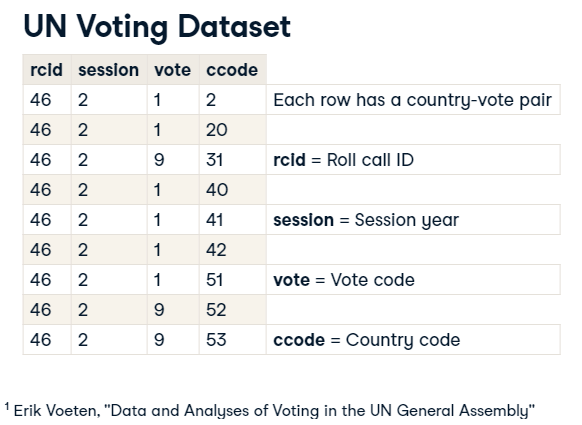 UN Voting Dataset
rcid session vote ccode
46 2 1 2 Each row has a country-vote pair
46 2 1 20
46 2 9 31 rcid = Roll call ID
46 2 1 40
46 2 1 41 session = Session year
46 2 1 42
46 2 1 51 vote = Vote code
46 2 9 52
46 2 9 53 ccode = Country code
1 Erik Voeten, "Data and Analyses of Voting in the UN General Assembly"